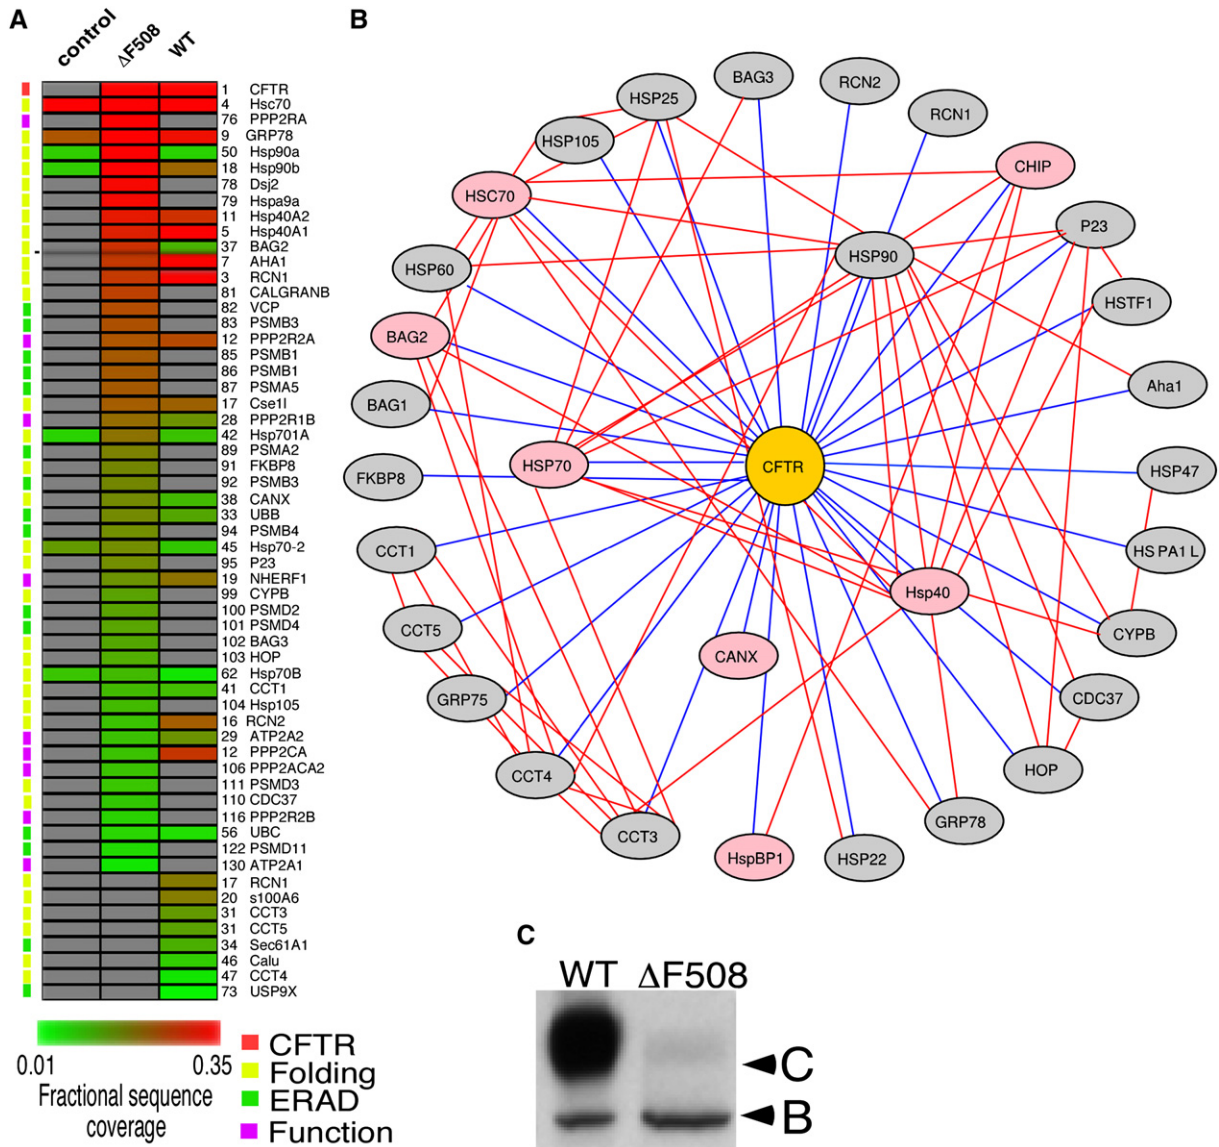 A
control
ΔF508
WT
1 CFTR
4 Hsc70
76 PPP2RA
9 GRP78
50 Hsp90a
18 Hsp90b
78 Dsj2
79 Hspa9a
11 Hsp40A2
5 Hsp40A1
37 BAG2
7 AHA1
3 RCN1
81 CALGRANB
82 VCP
83 PSMB3
12 PPP2R2A
85 PSMB1
86 PSMB1
87 PSMA5
17 Cse1l
28 PPP2R1B
42 Hsp701A
89 PSMA2
91 FKBP8
92 PSMB3
38 CANX
33 UBB
94 PSMB4
45 Hsp70-2
95 P23
19 NHERF1
99 CYPB
100 PSMD2
101 PSMD4
102 BAG3
103 HOP
62 Hsp70B
41 CCT1
104 Hsp105
16 RCN2
29 ATP2A2
12 PPP2CA
106 PPP2ACA2
111 PSMD3
110 CDC37
116 PPP2R2B
56 UBC
122 PSMD11
130 ATP2A1
17 RCN1
20 s100A6
31 CCT3
31 CCT5
34 Sec61A1
46 Calu
47 CCT4
73 USP9X
0.01 0.35
Fractional sequence
coverage
CFTR
Folding
ERAD
Function
B
BAG3
RCN2
HSP25
RCN1
HSP105
CHIP
HSC70
P23
HSP90
HSP60
HSTF1
BAG2
Aha1
BAG1
HSP70
CFTR
HSP47
FKBP8
CCT1
HS PA1 L
Hsp40
CCT5
CYPB
CANX
GRP75
CDC37
CCT4
HOP
GRP78
CCT3
HspBP1
HSP22
C
WT ΔF508
C
B